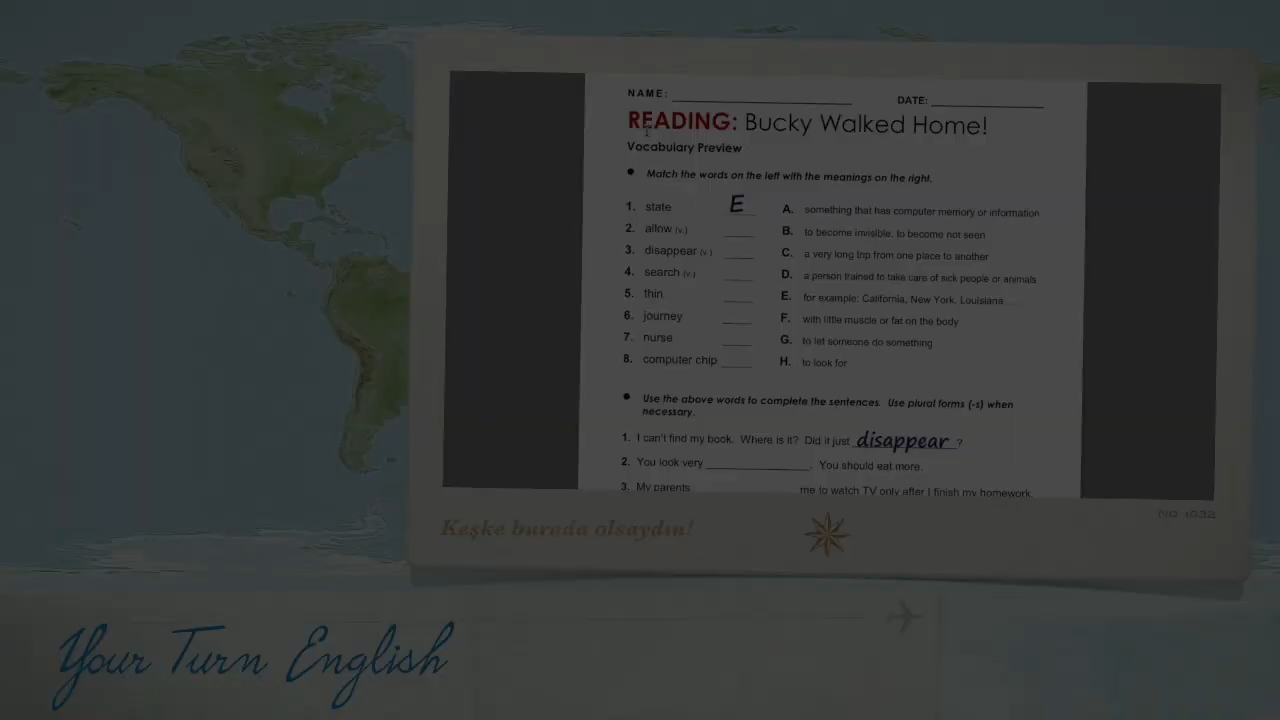 NAME: DATE:
READING: Bucky Walked Home!
Vocabulary Preview
• Match the words on the left with the meanings on the right.
1. state E A. something that has computer memory or information
2. allow (v.) B. to become invisible, to become not seen
3. disappear (v.) C. a very long trip from one place to another
4. search (v.) D. a person trained to take care of sick people or animals
5. thin E. for example: California, New York, Louisiana ...
6. journey F. with little muscle or fat on the body
7. nurse G. to let someone do something
8. computer chip H. to look for
• Use the above words to complete the sentences. Use plural forms (-s) when
necessary.
1. I can't find my book. Where is it? Did it just disappear ?
2. You look very . You should eat more.
3. My parents me to watch TV only after I finish my homework.
Keşke burada olsaydın!
NO 1032
Your Turn English